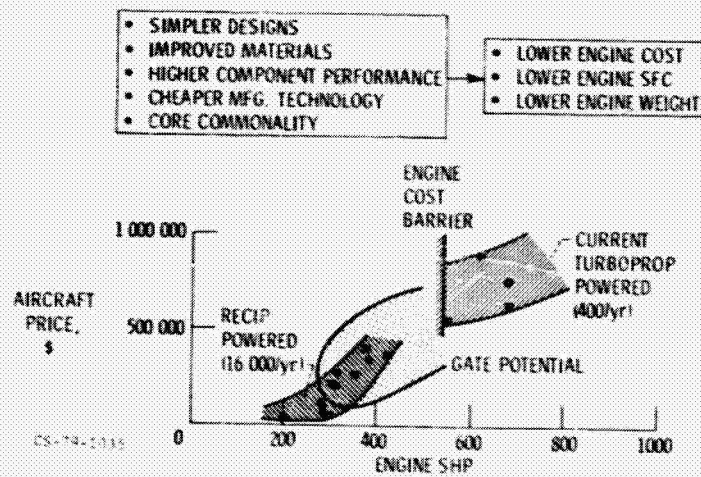 • SIMPLER DESIGNS
• IMPROVED MATERIALS
• HIGHER COMPONENT PERFORMANCE
• CHEAPER MFG. TECHNOLOGY
• CORE COMMONALITY
• LOWER ENGINE COST
• LOWER ENGINE SFC
• LOWER ENGINE WEIGHT
ENGINE
COST
BARRIER
1 000 000
500 000
0
AIRCRAFT
PRICE,
$
RECIP
POWERED
(16 000/yr)
CURRENT
TURBOPROP
POWERED
(400/yr)
GATE POTENTIAL
200
400
600
800
1000
ENGINE SHP